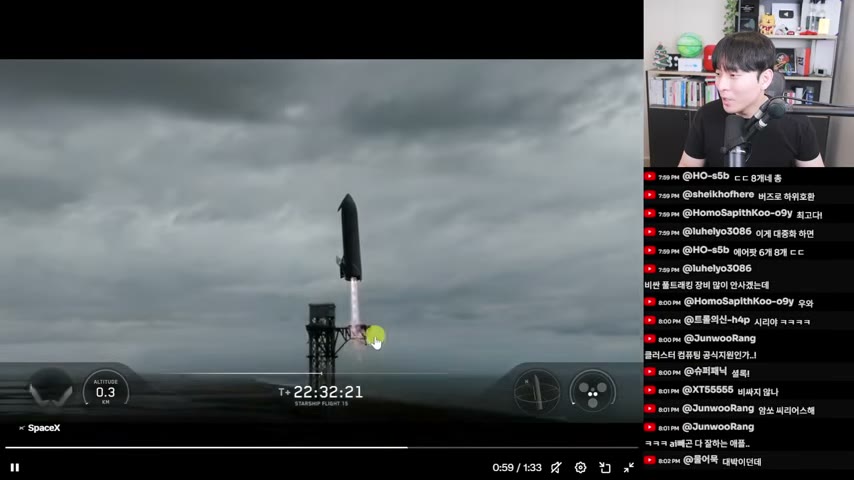 ALTITUDE
0.3
KM
T+ 22:32:21
STARSHIP FLIGHT 15
SpaceX
0:59 / 1:33
7:59 PM @HO-s5b ㄷㄷ 8개네 총
7:59 PM @sheikhofhere 버즈로 하위호환
7:59 PM @HomoSapithKoo-o9y 최고다!
7:59 PM @luhelyo3086 이게 대중화 하면
7:59 PM @HO-s5b 에어팟 6개 8개 ㄷㄷ
7:59 PM @luhelyo3086
비싼 풀트래킹 장비 많이 안사겠는데
8:00 PM @HomoSapithKoo-o9y 우와
8:00 PM @트롤의신-h4p 시리야 ㅋㅋㅋㅋ
8:00 PM @JunwooRang
클러스터 컴퓨팅 공식지원인가..!
8:00 PM @슈퍼패닉 셜록!
8:01 PM @XT55555 비싸지 않나
8:01 PM @JunwooRang 암쏘 씨리어스해
8:01 PM @JunwooRang
ㅋㅋㅋ ai빼곤 다 잘하는 애플..
8:02 PM @물어묵 대박이던데